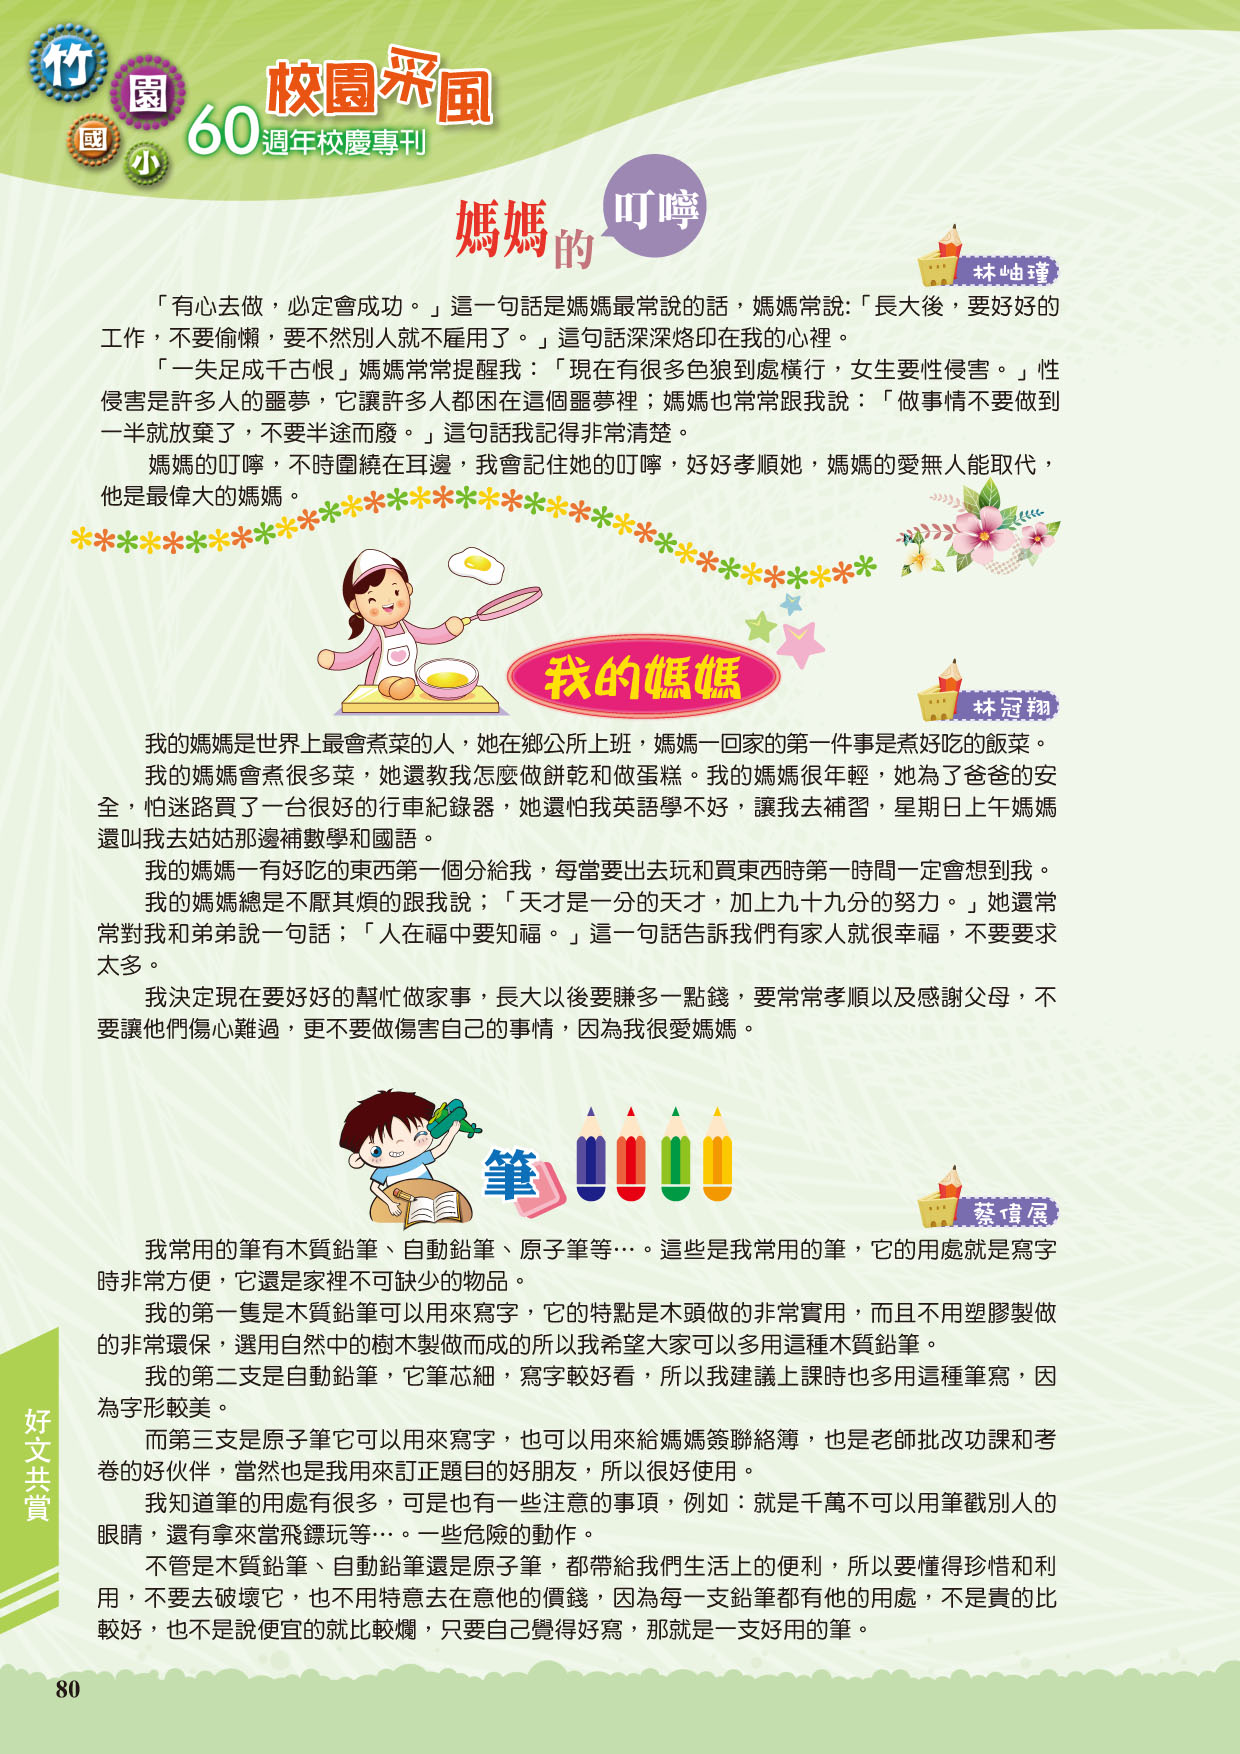 竹園國小
校園采風
60週年校慶專刊
媽媽的叮嚀
林岫瑾
「有心去做，必定會成功。」這一句話是媽媽最常說的話，媽媽常說:「長大後，要好好的
工作，不要偷懶，要不然別人就不雇用了。」這句話深深烙印在我的心裡。
「一失足成千古恨」媽媽常常提醒我：「現在有很多色狼到處橫行，女生要性侵害。」性
侵害是許多人的噩夢，它讓許多人都困在這個噩夢裡；媽媽也常常跟我說：「做事情不要做到
一半就放棄了，不要半途而廢。」這句話我記得非常清楚。
媽媽的叮嚀，不時圍繞在耳邊，我會記住她的叮嚀，好好孝順她，媽媽的愛無人能取代，
他是最偉大的媽媽。
我的媽媽
林冠翔
我的媽媽是世界上最會煮菜的人，她在鄉公所上班，媽媽一回家的第一件事是煮好吃的飯菜。
我的媽媽會煮很多菜，她還教我怎麼做餅乾和做蛋糕。我的媽媽很年輕，她為了爸爸的安
全，怕迷路買了一台很好的行車紀錄器，她還怕我英語學不好，讓我去補習，星期日上午媽媽
還叫我去姑姑那邊補數學和國語。
我的媽媽一有好吃的東西第一個分給我，每當要出去玩和買東西時第一時間一定會想到我。
我的媽媽總是不厭其煩的跟我說；「天才是一分的天才，加上九十九分的努力。」她還常
常對我和弟弟說一句話；「人在福中要知福。」這一句話告訴我們有家人就很幸福，不要要求
太多。
我決定現在要好好的幫忙做家事，長大以後要賺多一點錢，要常常孝順以及感謝父母，不
要讓他們傷心難過，更不要做傷害自己的事情，因為我很愛媽媽。
筆
蔡偉展
我常用的筆有木質鉛筆、自動鉛筆、原子筆等…。這些是我常用的筆，它的用處就是寫字
時非常方便，它還是家裡不可缺少的物品。
我的第一隻是木質鉛筆可以用來寫字，它的特點是木頭做的非常實用，而且不用塑膠製做
的非常環保，選用自然中的樹木製做而成的所以我希望大家可以多用這種木質鉛筆。
我的第二支是自動鉛筆，它筆芯細，寫字較好看，所以我建議上課時也多用這種筆寫，因
為字形較美。
而第三支是原子筆它可以用來寫字，也可以用來給媽媽簽聯絡簿，也是老師批改功課和考
卷的好伙伴，當然也是我用來訂正題目的好朋友，所以很好使用。
我知道筆的用處有很多，可是也有一些注意的事項，例如：就是千萬不可以用筆戳別人的
眼睛，還有拿來當飛鏢玩等…。一些危險的動作。
不管是木質鉛筆、自動鉛筆還是原子筆，都帶給我們生活上的便利，所以要懂得珍惜和利
用，不要去破壞它，也不用特意去在意他的價錢，因為每一支鉛筆都有他的用處，不是貴的比
較好，也不是說便宜的就比較爛，只要自己覺得好寫，那就是一支好用的筆。
好文共賞
80